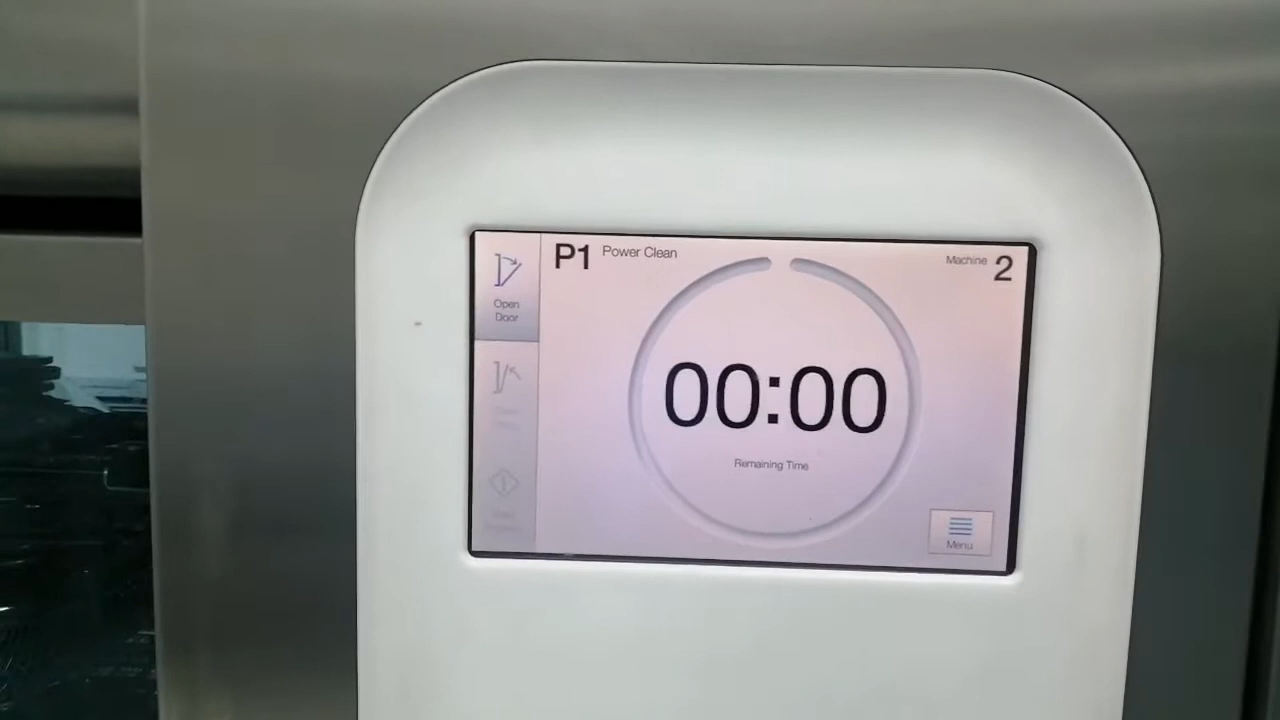 P1 Power Clean
Machine 2
Open
Door
00:00
Remaining Time
Menu